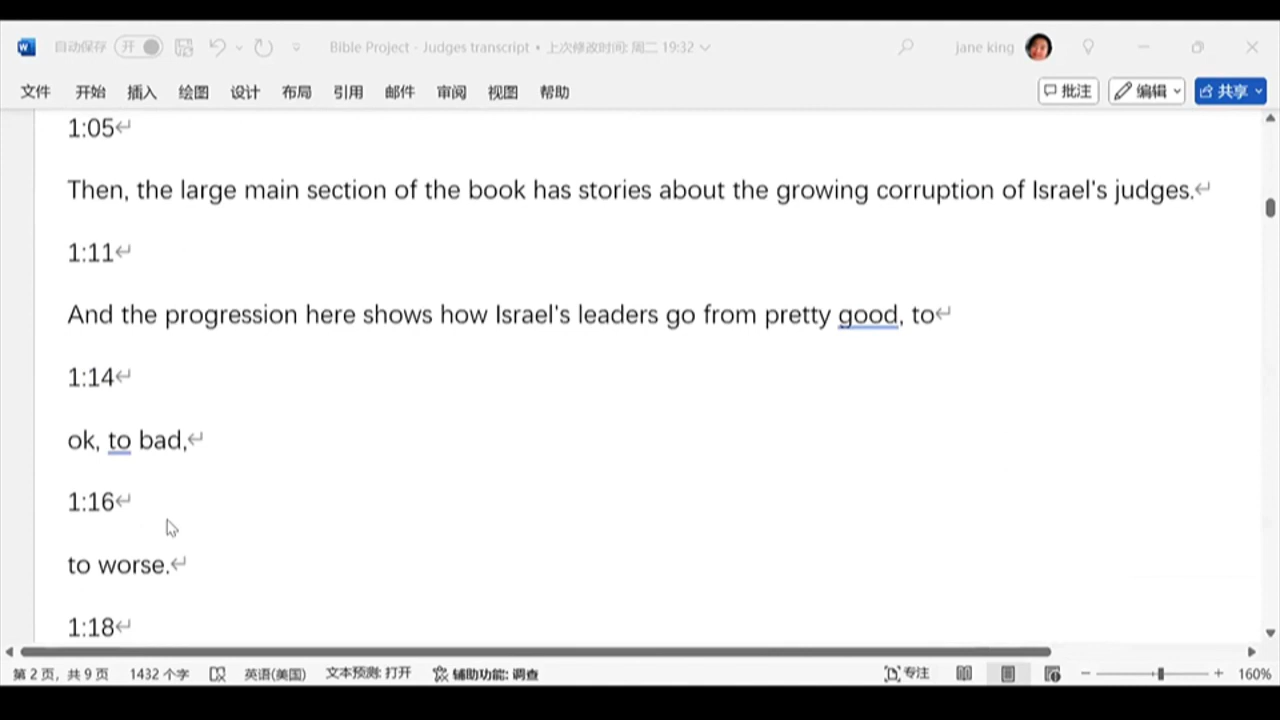 自动保存 开 Bible Project - Judges transcript • 上次修改时间: 周二 19:32 jane king
文件 开始 插入 绘图 设计 布局 引用 邮件 审阅 视图 帮助 批注 编辑 共享
1:05
Then, the large main section of the book has stories about the growing corruption of Israel's judges.
1:11
And the progression here shows how Israel's leaders go from pretty good, to
1:14
ok, to bad,
1:16
to worse.
1:18
第 2 页，共 9 页 1432 个字 英语(美国) 文本预测: 打开 辅助功能: 调查 专注 160%